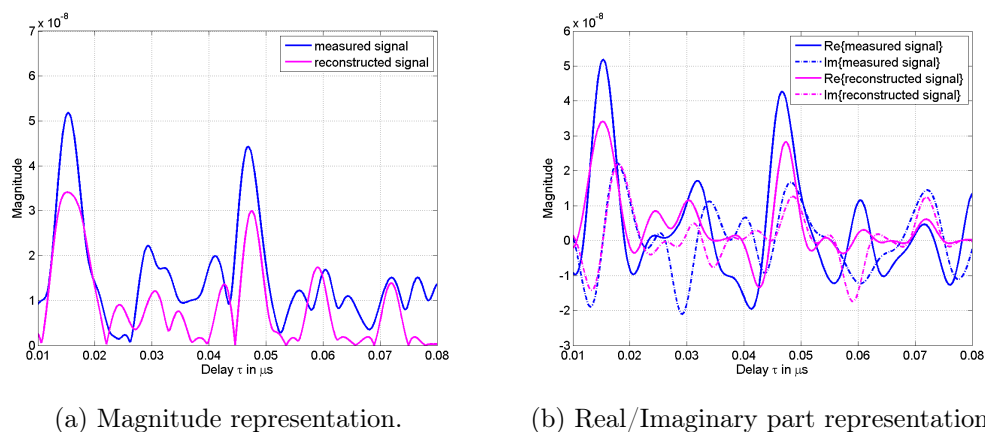 x 10⁻⁸
7
6
5
4
3
2
1
0
0.01 0.02 0.03 0.04 0.05 0.06 0.07 0.08
Magnitude
Delay τ in μs
measured signal
reconstructed signal
(a) Magnitude representation.
x 10⁻⁸
6
5
4
3
2
1
0
-1
-2
-3
0.01 0.02 0.03 0.04 0.05 0.06 0.07 0.08
Magnitude
Delay τ in μs
Re{measured signal}
Im{measured signal}
Re{reconstructed signal}
Im{reconstructed signal}
(b) Real/Imaginary part representation